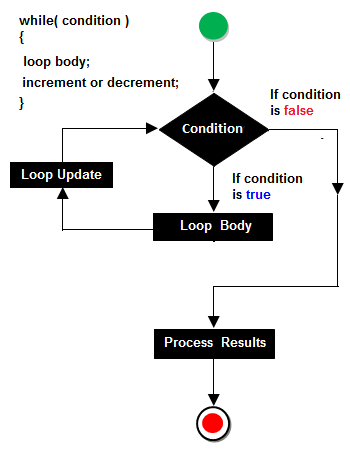 while( condition )
{
loop body;
increment or decrement;
}
If condition
is false
Condition
Loop Update
If condition
is true
Loop Body
Process Results